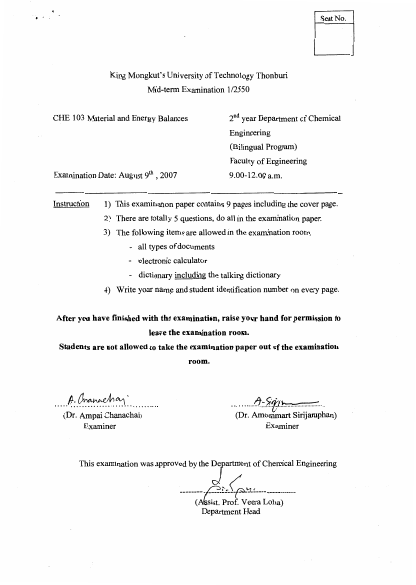 Seat No.
King Mongkut's University of Technology Thonburi
Mid-term Examination 1/2550
CHE 103 Material and Energy Balances
2nd year Department of Chemical
Engineering
(Bilingual Program)
Faculty of Engineering
Examination Date: August 9th , 2007
9.00-12.00 a.m.
Instruction
1) This examination paper contains 9 pages including the cover page.
2) There are totally 5 questions, do all in the examination paper.
3) The following items are allowed in the examination room.
- all types of documents
- electronic calculator
- dictionary including the talking dictionary
4) Write your name and student identification number on every page.
After you have finished with the examination, raise your hand for permission to
leave the examination room.
Students are not allowed to take the examination paper out of the examination
room.
A. Chanachai
(Dr. Ampai Chanachai)
Examiner
(Dr. Amornmart Sirijaruphan)
Examiner
This examination was approved by the Department of Chemical Engineering
(Assist. Prof. Veera Loha)
Department Head